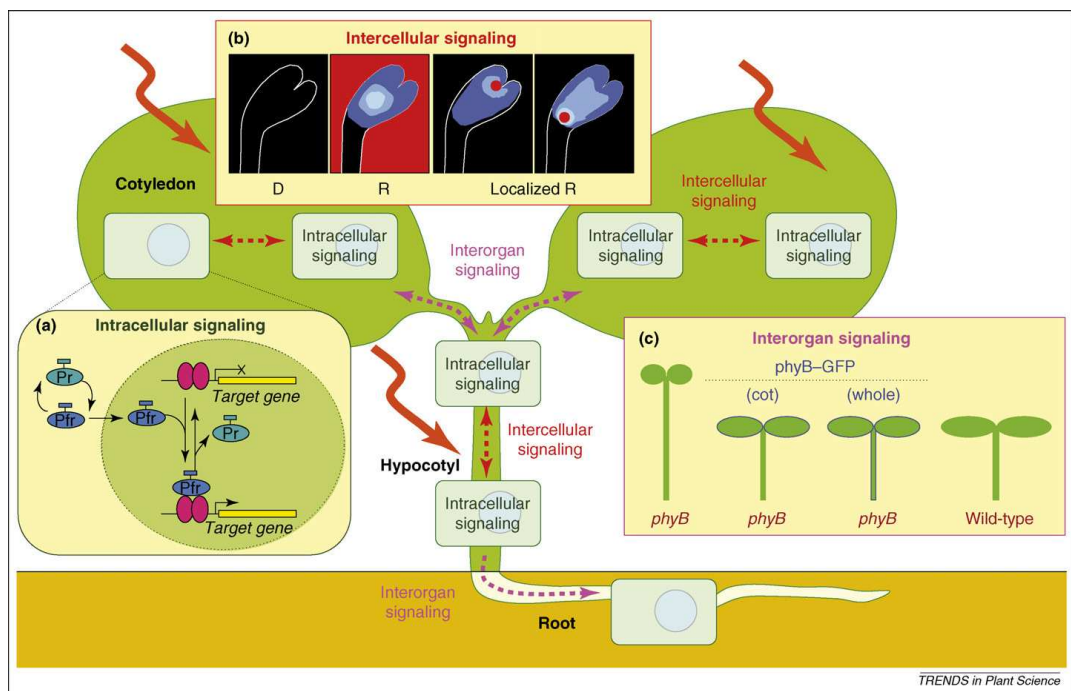 (b) Intercellular signaling
D R Localized R
Cotyledon
Intercellular
signaling
Intracellular
signaling
Intracellular
signaling
Intracellular
signaling
Interorgan
signaling
(a) Intracellular signaling
Pr
Pfr
Pfr
X
Target gene
Pr
Pfr
Target gene
Intracellular
signaling
Intercellular
signaling
Hypocotyl
Intracellular
signaling
(c) Interorgan signaling
phyB–GFP
(cot) (whole)
phyB phyB phyB Wild-type
Interorgan
signaling
Root
TRENDS in Plant Science